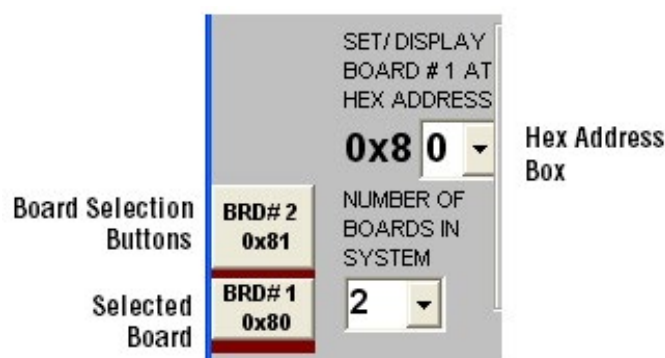 SET/DISPLAY
BOARD # 1 AT
HEX ADDRESS
0x8 0
Hex Address
Box
Board Selection
Buttons
BRD# 2
0x81
NUMBER OF
BOARDS IN
SYSTEM
2
Selected
Board
BRD# 1
0x80